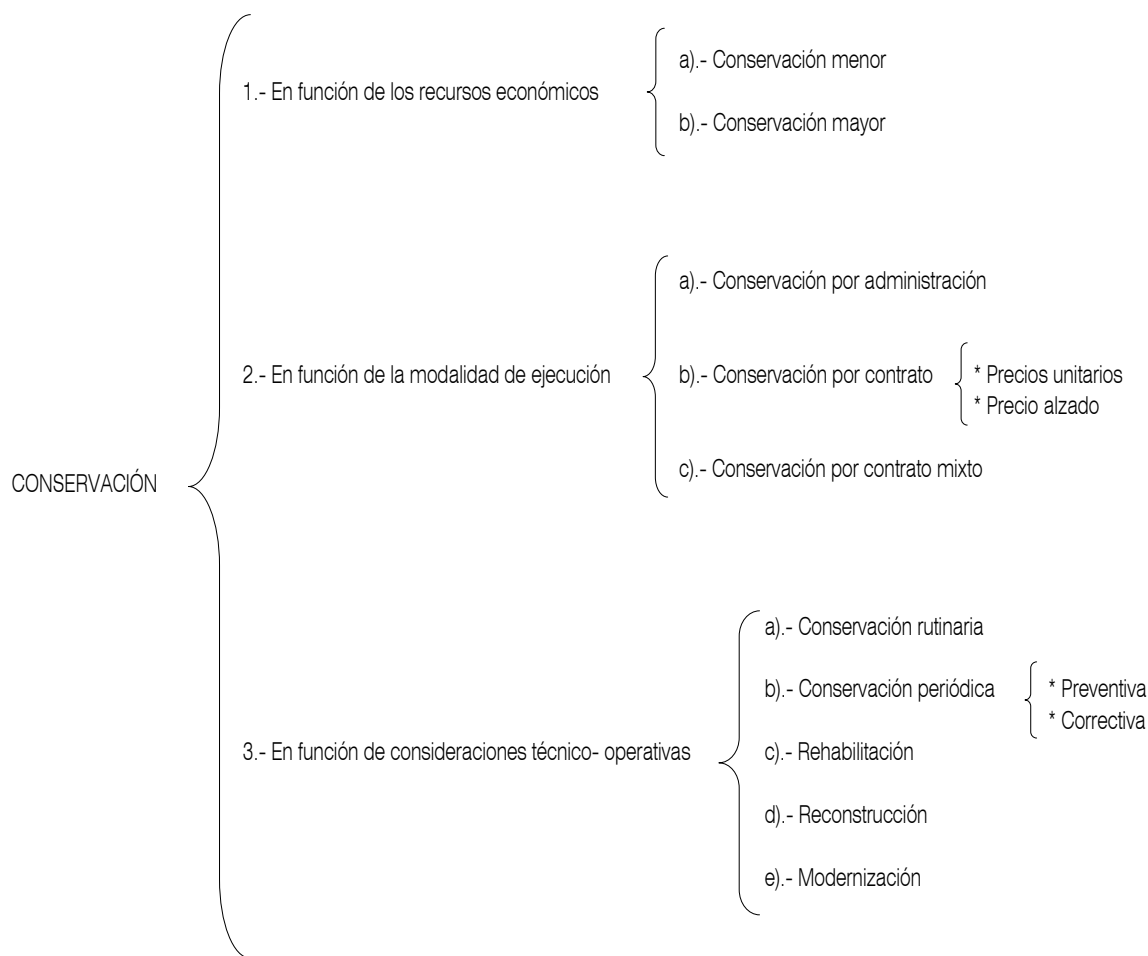 CONSERVACIÓN
1.- En función de los recursos económicos
a).- Conservación menor
b).- Conservación mayor
2.- En función de la modalidad de ejecución
a).- Conservación por administración
b).- Conservación por contrato
* Precios unitarios
* Precio alzado
c).- Conservación por contrato mixto
3.- En función de consideraciones técnico- operativas
a).- Conservación rutinaria
b).- Conservación periódica
* Preventiva
* Correctiva
c).- Rehabilitación
d).- Reconstrucción
e).- Modernización